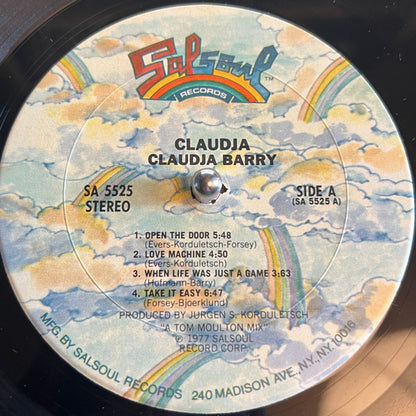 Salsoul
TM
RECORDS
CLAUDJA
CLAUDJA BARRY
SA 5525
STEREO
SIDE A
(SA 5525 A)
1. OPEN THE DOOR 5:48
(Evers-Korduletsch-Forsey)
2. LOVE MACHINE 4:50
(Evers-Korduletsch)
3. WHEN LIFE WAS JUST A GAME 3:63
(Hofmann-Barry)
4. TAKE IT EASY 6:47
(Forsey-Bjoerklund)
PRODUCED BY JURGEN S. KORDULETSCH
"A TOM MOULTON MIX"
℗ 1977 SALSOUL
RECORD CORP.
MFG. BY SALSOUL RECORDS 240 MADISON AVE., N.Y., N.Y. 10016